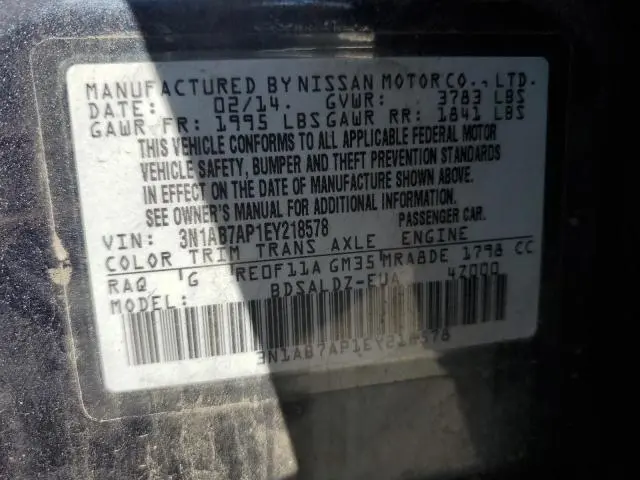 MANUFACTURED BY NISSAN MOTOR CO., LTD.
DATE: 02/14. GVWR: 3783 LBS
GAWR FR: 1995 LBS GAWR RR: 1841 LBS
THIS VEHICLE CONFORMS TO ALL APPLICABLE FEDERAL MOTOR
VEHICLE SAFETY, BUMPER AND THEFT PREVENTION STANDARDS
IN EFFECT ON THE DATE OF MANUFACTURE SHOWN ABOVE.
SEE OWNER'S MANUAL FOR ADDITIONAL INFORMATION.
VIN: 3N1AB7AP1EY218578 PASSENGER CAR.
COLOR TRIM TRANS AXLE ENGINE
RAQ G RE0F11A GM35 MRA8DE 1798 CC
MODEL: BDSALDZ-EUA 47000
3N1AB7AP1EY218578